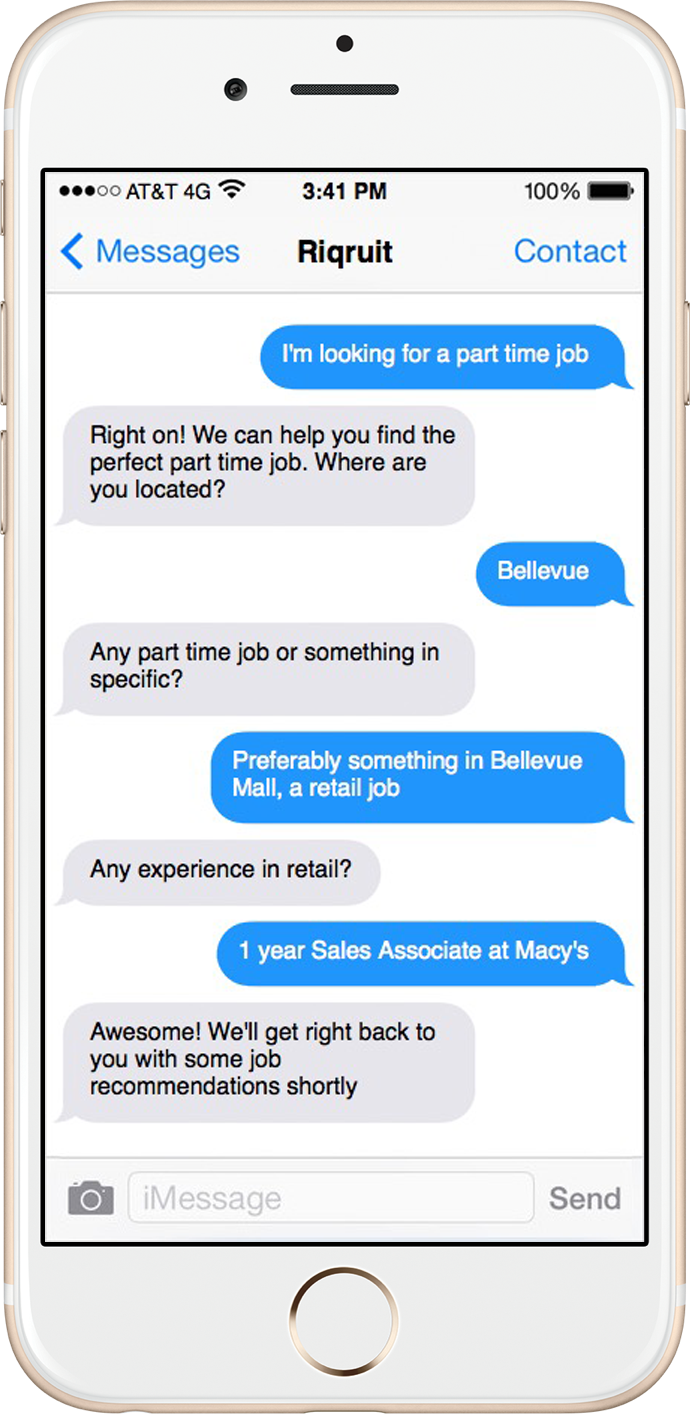 AT&T 4G 3:41 PM 100%
Messages Riqruit Contact
I'm looking for a part time job
Right on! We can help you find the
perfect part time job. Where are
you located?
Bellevue
Any part time job or something in
specific?
Preferably something in Bellevue
Mall, a retail job
Any experience in retail?
1 year Sales Associate at Macy's
Awesome! We'll get right back to
you with some job
recommendations shortly
iMessage Send